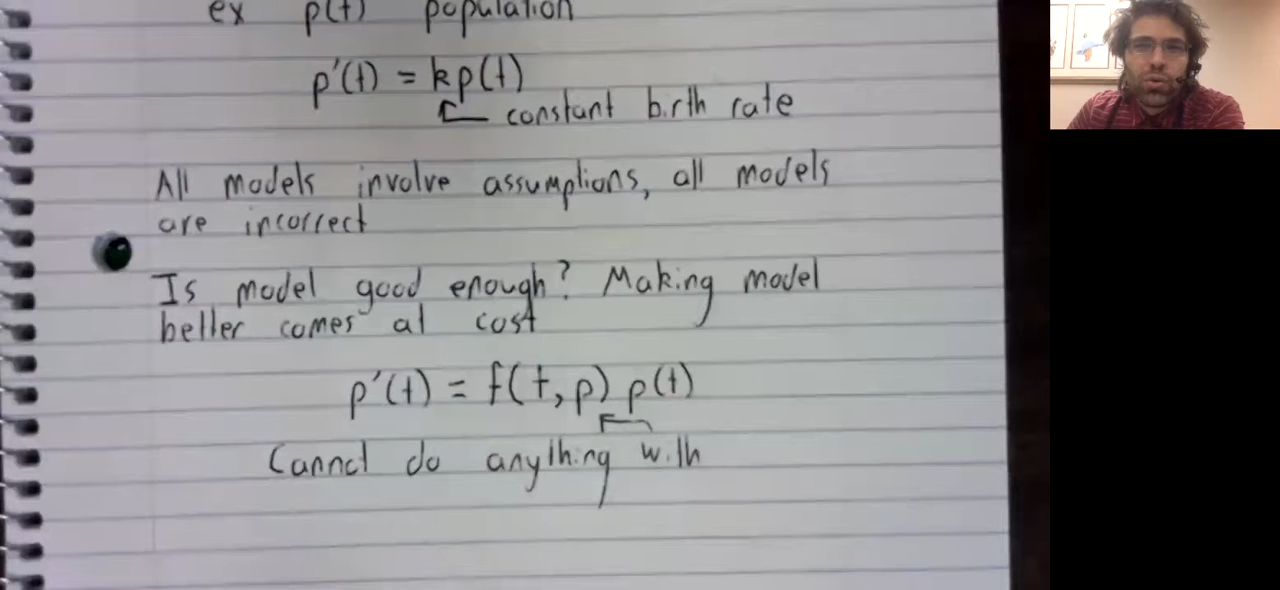 ex p(t) population
p'(t) = kp(t)
constant birth rate
All models involve assumptions, all models
are incorrect
Is model good enough? Making model
better comes at cost
p'(t) = f(t,p) p(t)
Cannot do anything with